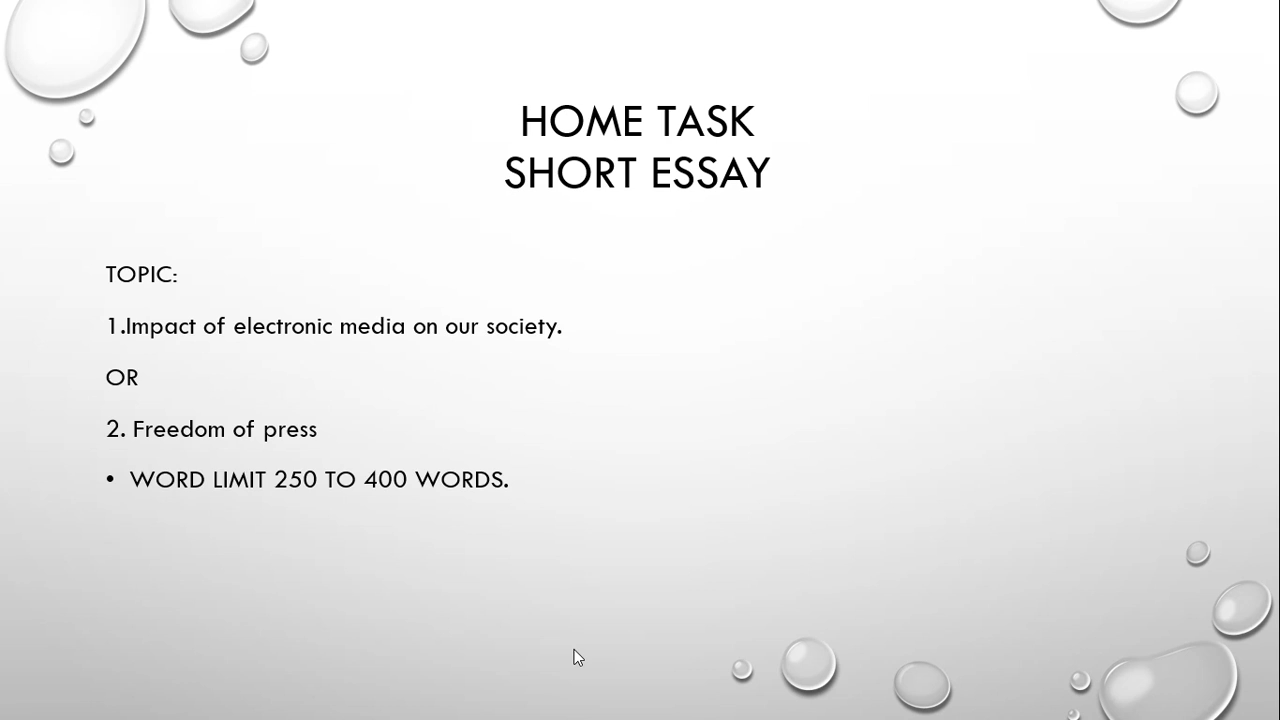 HOME TASK
SHORT ESSAY
TOPIC:
1.Impact of electronic media on our society.
OR
2. Freedom of press
• WORD LIMIT 250 TO 400 WORDS.